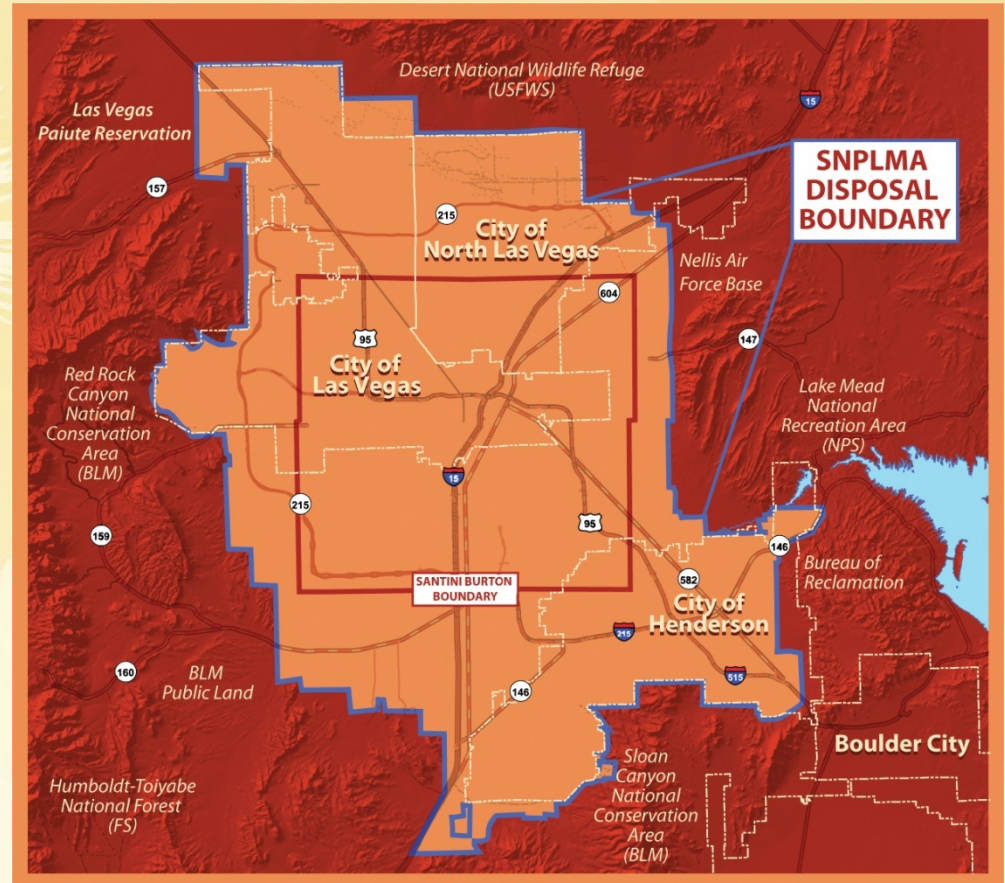 Desert National Wildlife Refuge
(USFWS)
15
Las Vegas
Paiute Reservation
SNPLMA
DISPOSAL
BOUNDARY
157
215
City of
North Las Vegas
Nellis Air
Force Base
604
147
95
City of
Las Vegas
Red Rock
Canyon
National
Conservation
Area
(BLM)
Lake Mead
National
Recreation Area
(NPS)
15
215
95
159
146
Bureau of
Reclamation
SANTINI BURTON
BOUNDARY
582
City of
Henderson
215
160
BLM
Public Land
515
146
Boulder City
Sloan
Canyon
National
Conservation
Area
(BLM)
Humboldt-Toiyabe
National Forest
(FS)